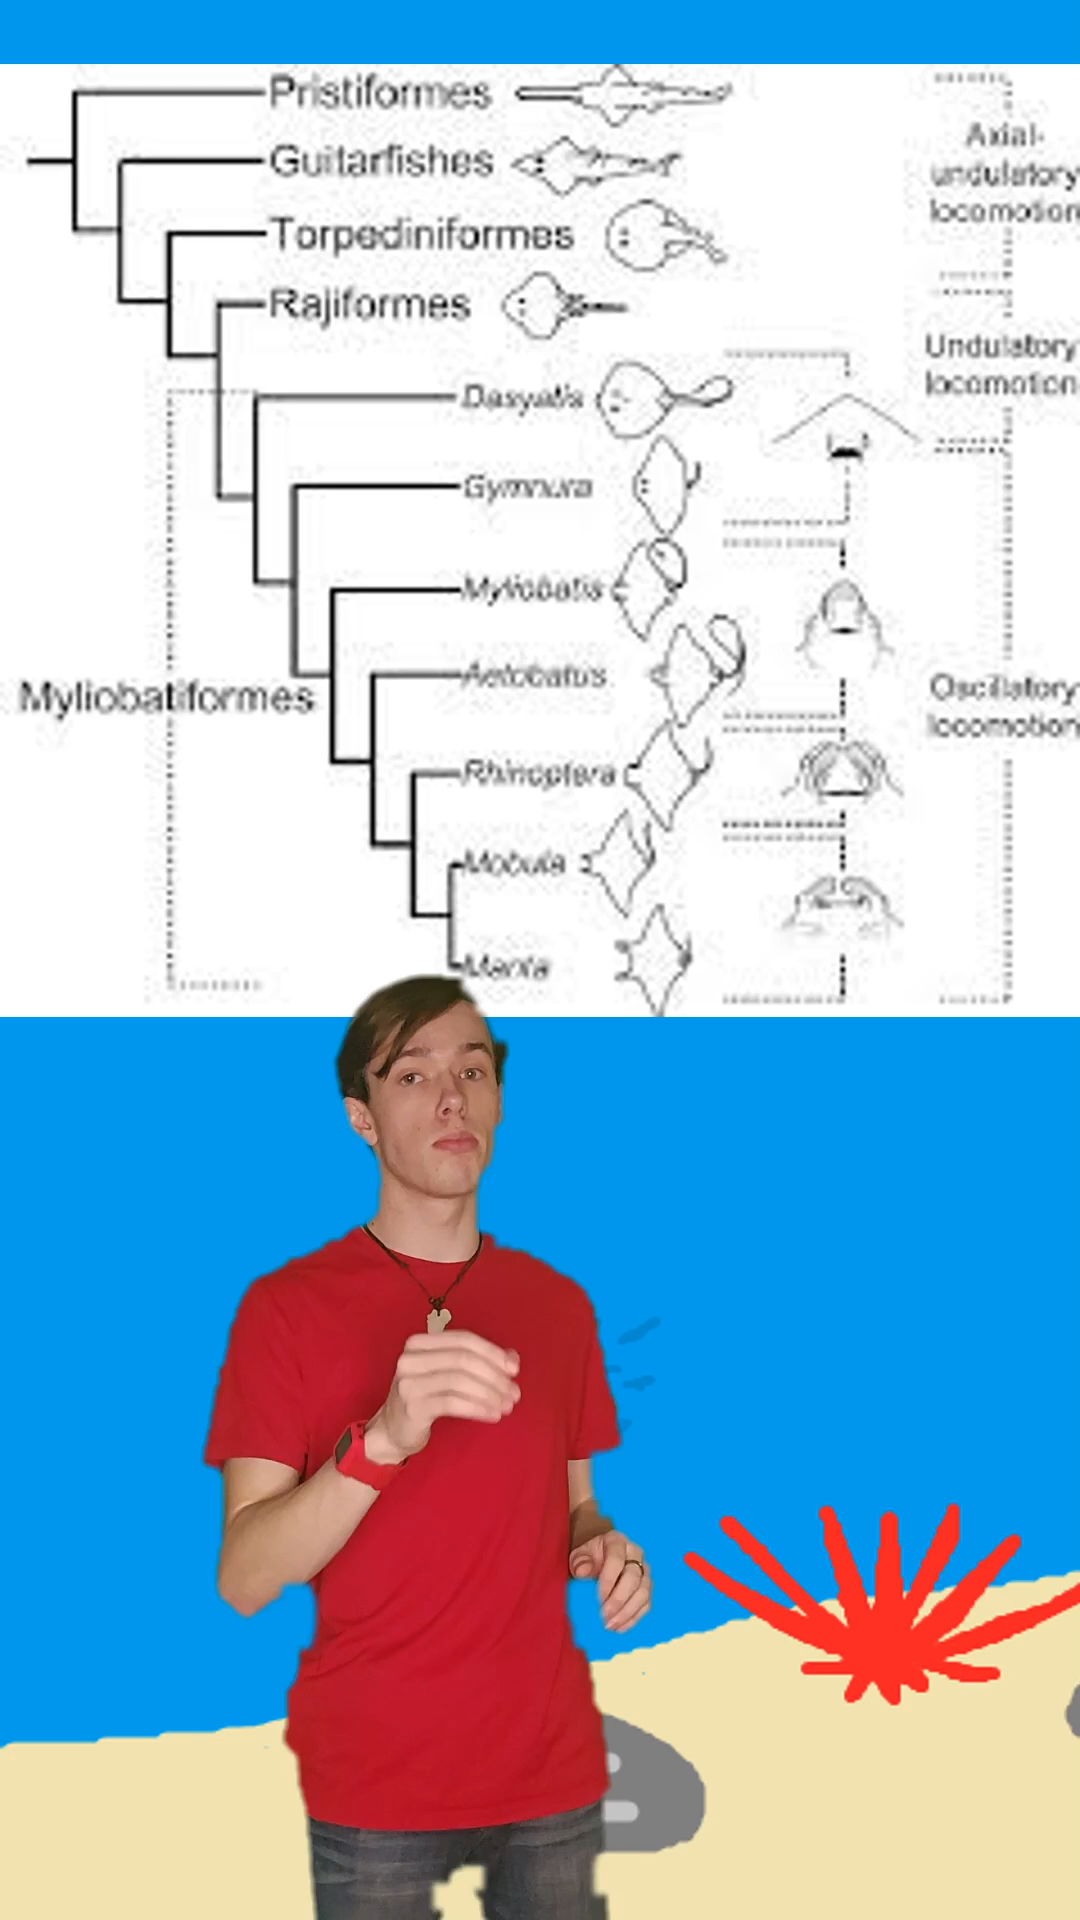 Pristiformes
Guitarfishes
Torpediniformes
Rajiformes
Dasyatis
Gymnura
Myliobatis
Aetobatus
Rhinoptera
Mobula
Manta
Myliobatiformes
Axial-
undulatory
locomotion
Undulatory
locomotion
Oscillatory
locomotion